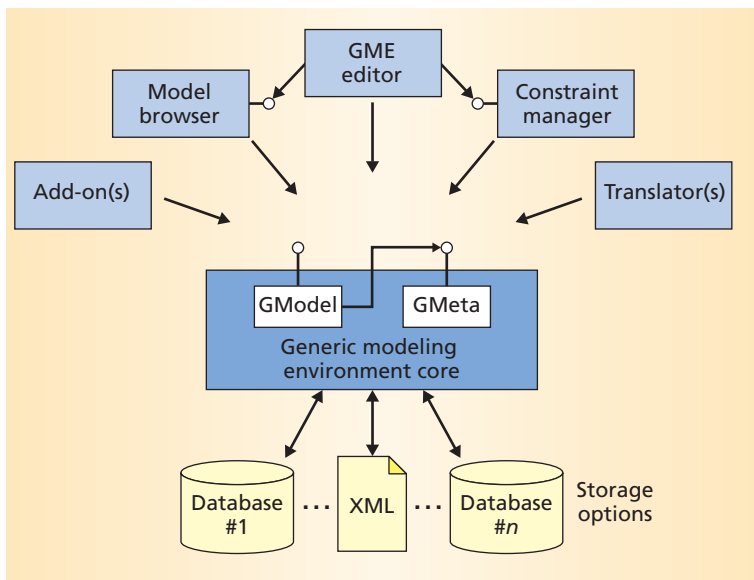 GME
editor
Model
browser
Constraint
manager
Add-on(s)
Translator(s)
GModel
GMeta
Generic modeling
environment core
Database
#1
...
XML
...
Database
#n
Storage
options